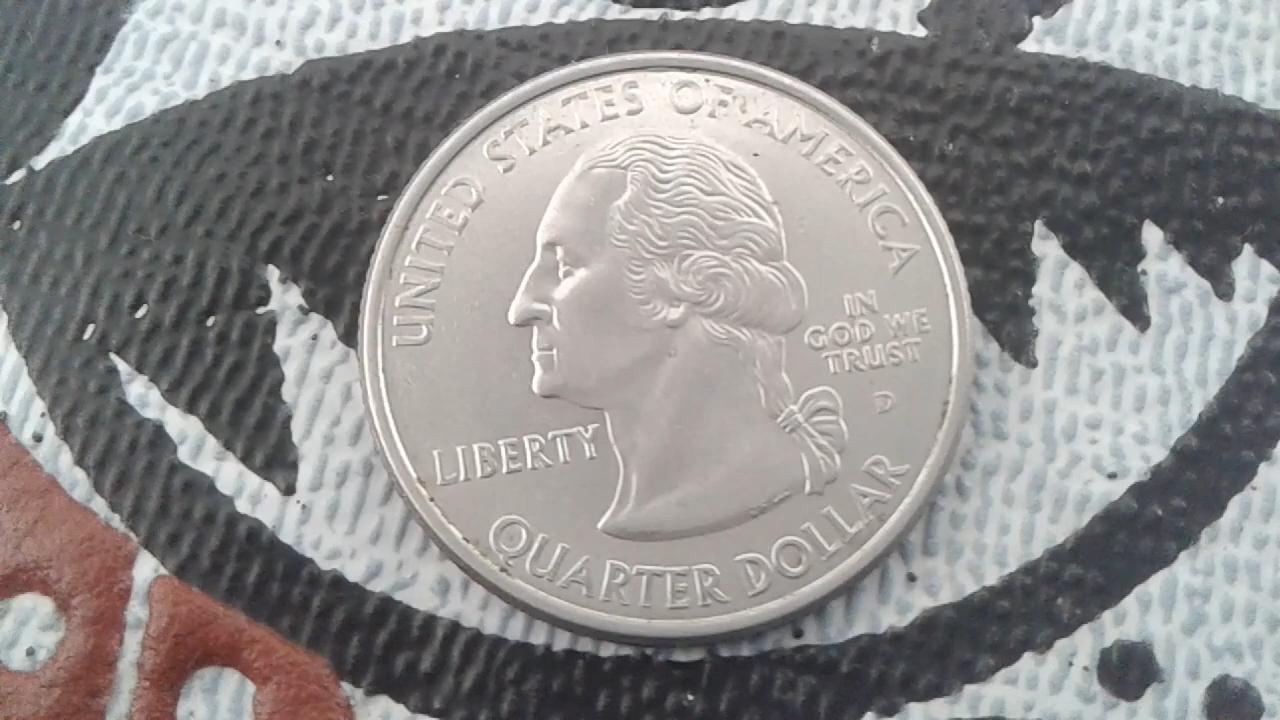 UNITED STATES OF AMERICA
LIBERTY
IN
GOD WE
TRUST
D
QUARTER DOLLAR